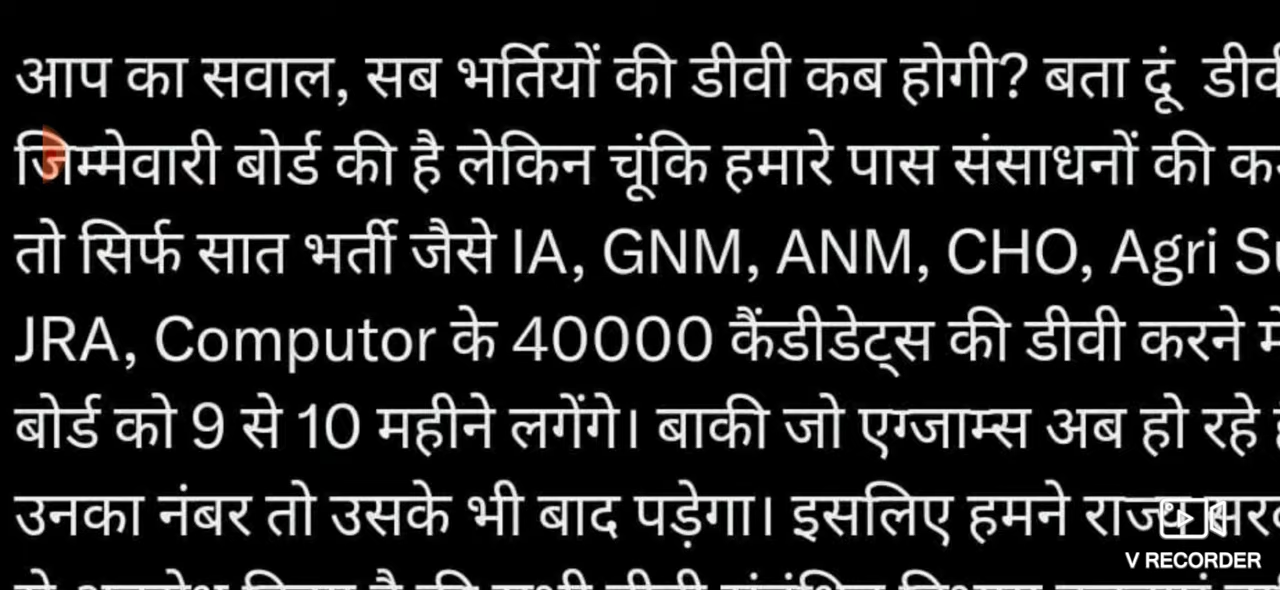 आप का सवाल, सब भर्तियों की डीवी कब होगी? बता दूं
जिम्मेवारी बोर्ड की है लेकिन चूंकि हमारे पास संसाधनों की
तो सिर्फ सात भर्ती जैसे IA, GNM, ANM, CHO, Agri
JRA, Computor के 40000 कैंडीडेट्स की डीवी करने
बोर्ड को 9 से 10 महीने लगेंगे। बाकी जो एग्जाम्स अब हो रहे
उनका नंबर तो उसके भी बाद पड़ेगा। इसलिए हमने
V RECORDER